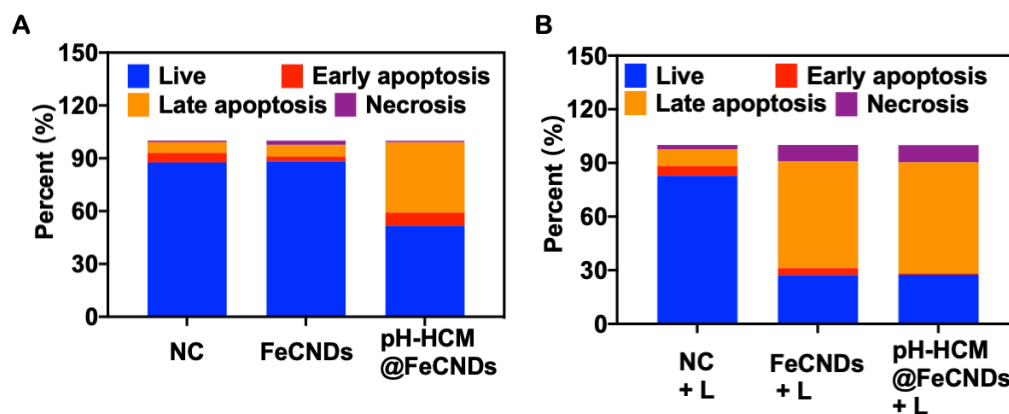 A
150
120
90
60
30
0
Percent (%)
Live
Early apoptosis
Late apoptosis
Necrosis
NC
FeCNDs
pH-HCM
@FeCNDs
B
150
120
90
60
30
0
Percent (%)
Live
Early apoptosis
Late apoptosis
Necrosis
NC
+ L
FeCNDs
+ L
pH-HCM
@FeCNDs
+ L